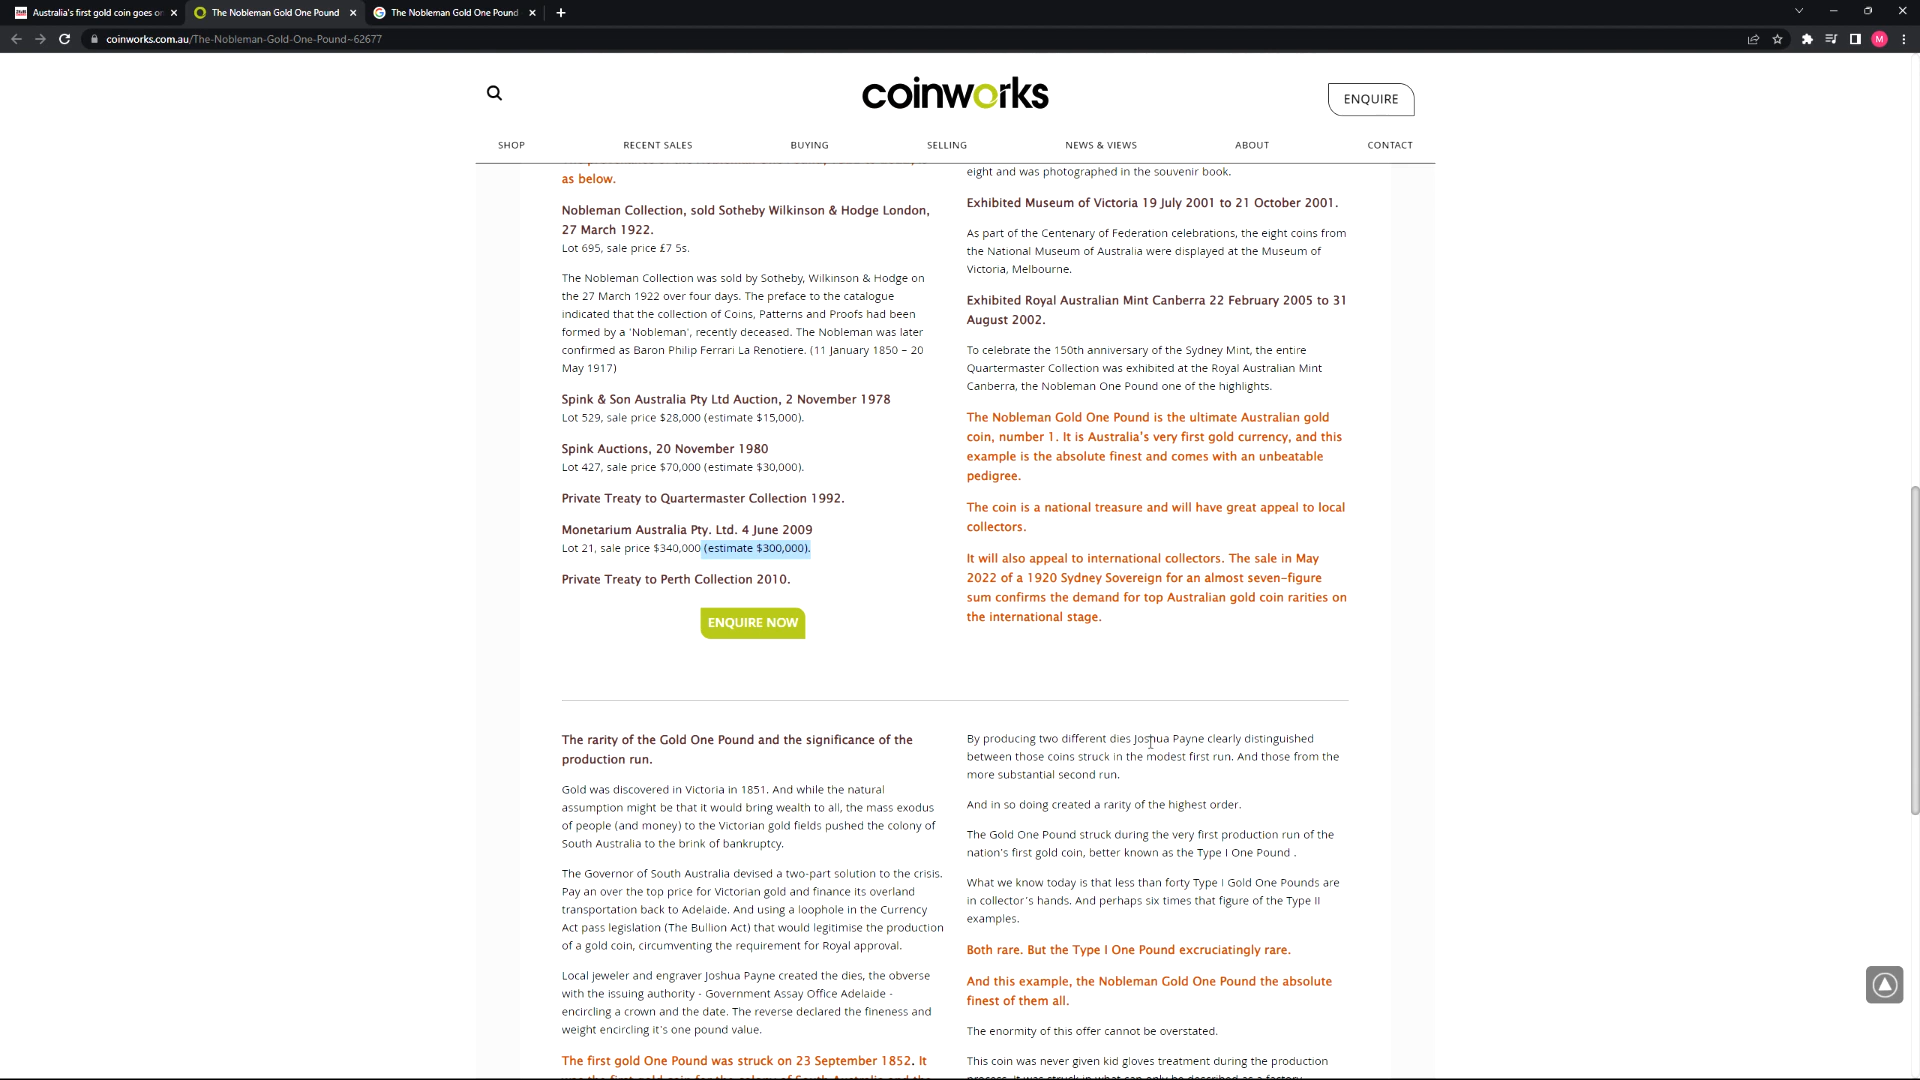 Australia's first gold coin goes o
The Nobleman Gold One Pound
The Nobleman Gold One Pound
coinworks.com.au/The-Nobleman-Gold-One-Pound~62677
M
coinworks
ENQUIRE
SHOP
RECENT SALES
BUYING
SELLING
NEWS & VIEWS
ABOUT
CONTACT
as below.
Nobleman Collection, sold Sotheby Wilkinson & Hodge London,
27 March 1922.
Lot 695, sale price £7 5s.
The Nobleman Collection was sold by Sotheby, Wilkinson & Hodge on
the 27 March 1922 over four days. The preface to the catalogue
indicated that the collection of Coins, Patterns and Proofs had been
formed by a 'Nobleman', recently deceased. The Nobleman was later
confirmed as Baron Philip Ferrari La Renotiere. (11 January 1850 – 20
May 1917)
Spink & Son Australia Pty Ltd Auction, 2 November 1978
Lot 529, sale price $28,000 (estimate $15,000).
Spink Auctions, 20 November 1980
Lot 427, sale price $70,000 (estimate $30,000).
Private Treaty to Quartermaster Collection 1992.
Monetarium Australia Pty. Ltd. 4 June 2009
Lot 21, sale price $340,000 (estimate $300,000).
Private Treaty to Perth Collection 2010.
ENQUIRE NOW
eight and was photographed in the souvenir book.
Exhibited Museum of Victoria 19 July 2001 to 21 October 2001.
As part of the Centenary of Federation celebrations, the eight coins from
the National Museum of Australia were displayed at the Museum of
Victoria, Melbourne.
Exhibited Royal Australian Mint Canberra 22 February 2005 to 31
August 2002.
To celebrate the 150th anniversary of the Sydney Mint, the entire
Quartermaster Collection was exhibited at the Royal Australian Mint
Canberra, the Nobleman One Pound one of the highlights.
The Nobleman Gold One Pound is the ultimate Australian gold
coin, number 1. It is Australia's very first gold currency, and this
example is the absolute finest and comes with an unbeatable
pedigree.
The coin is a national treasure and will have great appeal to local
collectors.
It will also appeal to international collectors. The sale in May
2022 of a 1920 Sydney Sovereign for an almost seven-figure
sum confirms the demand for top Australian gold coin rarities on
the international stage.
The rarity of the Gold One Pound and the significance of the
production run.
Gold was discovered in Victoria in 1851. And while the natural
assumption might be that it would bring wealth to all, the mass exodus
of people (and money) to the Victorian gold fields pushed the colony of
South Australia to the brink of bankruptcy.
The Governor of South Australia devised a two-part solution to the crisis.
Pay an over the top price for Victorian gold and finance its overland
transportation back to Adelaide. And using a loophole in the Currency
Act pass legislation (The Bullion Act) that would legitimise the production
of a gold coin, circumventing the requirement for Royal approval.
Local jeweler and engraver Joshua Payne created the dies, the obverse
with the issuing authority - Government Assay Office Adelaide -
encircling a crown and the date. The reverse declared the fineness and
weight encircling it's one pound value.
The first gold One Pound was struck on 23 September 1852. It
By producing two different dies Joshua Payne clearly distinguished
between those coins struck in the modest first run. And those from the
more substantial second run.
And in so doing created a rarity of the highest order.
The Gold One Pound struck during the very first production run of the
nation's first gold coin, better known as the Type I One Pound .
What we know today is that less than forty Type I Gold One Pounds are
in collector's hands. And perhaps six times that figure of the Type II
examples.
Both rare. But the Type I One Pound excruciatingly rare.
And this example, the Nobleman Gold One Pound the absolute
finest of them all.
The enormity of this offer cannot be overstated.
This coin was never given kid gloves treatment during the production